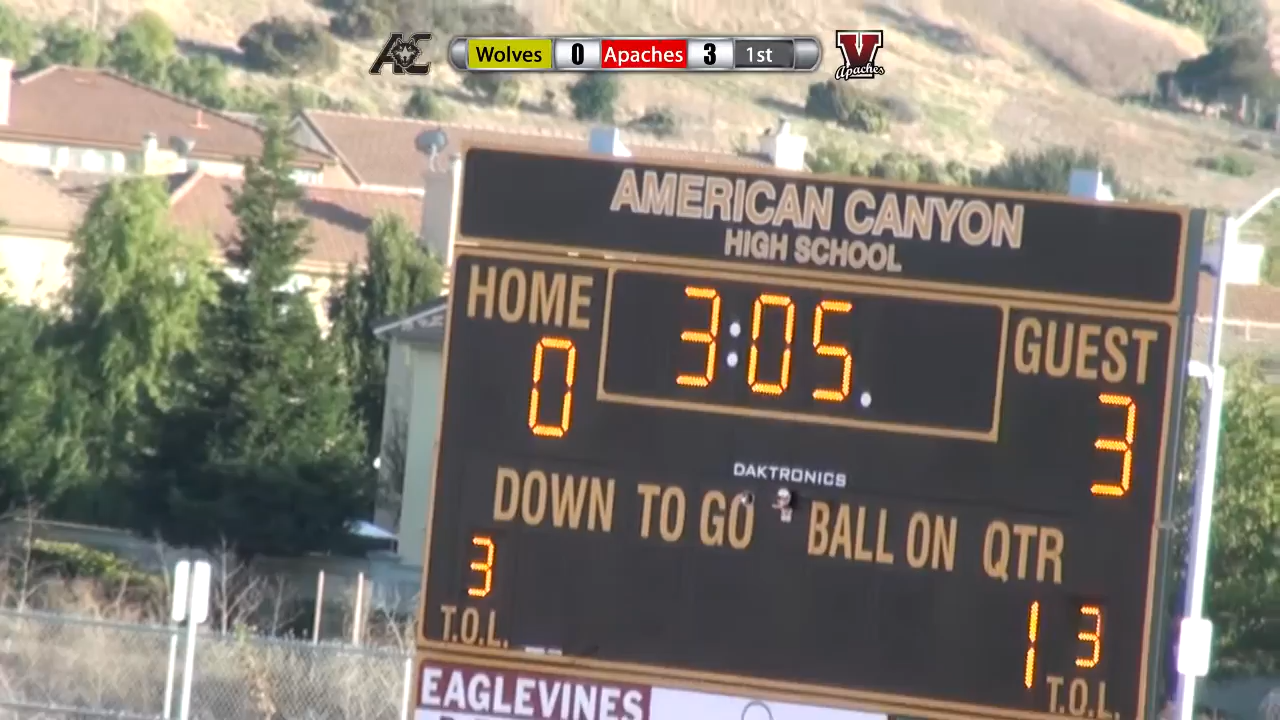 AC Wolves 0 Apaches 3 1st V Apaches
AMERICAN CANYON
HIGH SCHOOL
HOME 3:05. GUEST
0 3
DAKTRONICS
DOWN TO GO BALL ON QTR
3 1 3
T.O.L. T.O.L.
EAGLEVINES